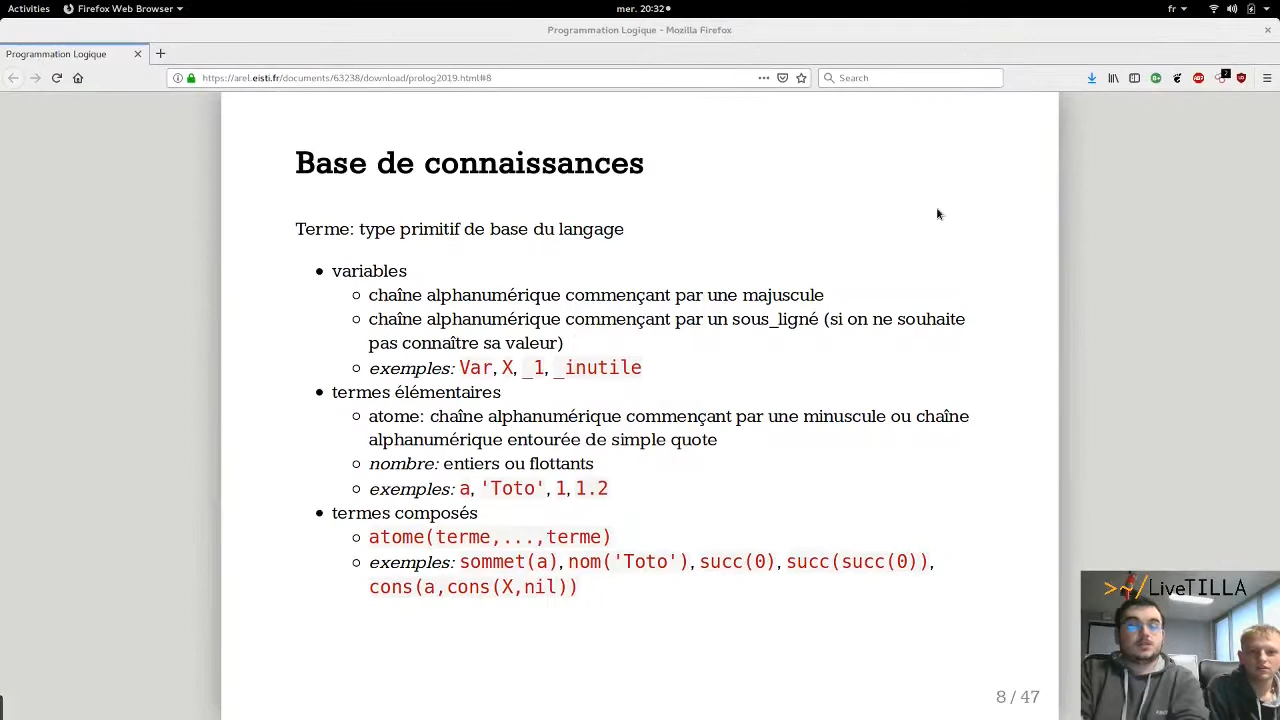 Activities
Firefox Web Browser
mer. 20:32
fr
Programmation Logique - Mozilla Firefox
Programmation Logique
https://arel.eisti.fr/documents/63238/download/prolog2019.html#8
Search
2
Base de connaissances
Terme: type primitif de base du langage
variables
chaîne alphanumérique commençant par une majuscule
chaîne alphanumérique commençant par un sous_ligné (si on ne souhaite
pas connaître sa valeur)
exemples: Var, X, _1, _inutile
termes élémentaires
atome: chaîne alphanumérique commençant par une minuscule ou chaîne
alphanumérique entourée de simple quote
nombre: entiers ou flottants
exemples: a, 'Toto', 1, 1.2
termes composés
atome(terme,...,terme)
exemples: sommet(a), nom('Toto'), succ(0), succ(succ(0)),
cons(a,cons(X,nil))
>~/LiveTILLA
8 / 47